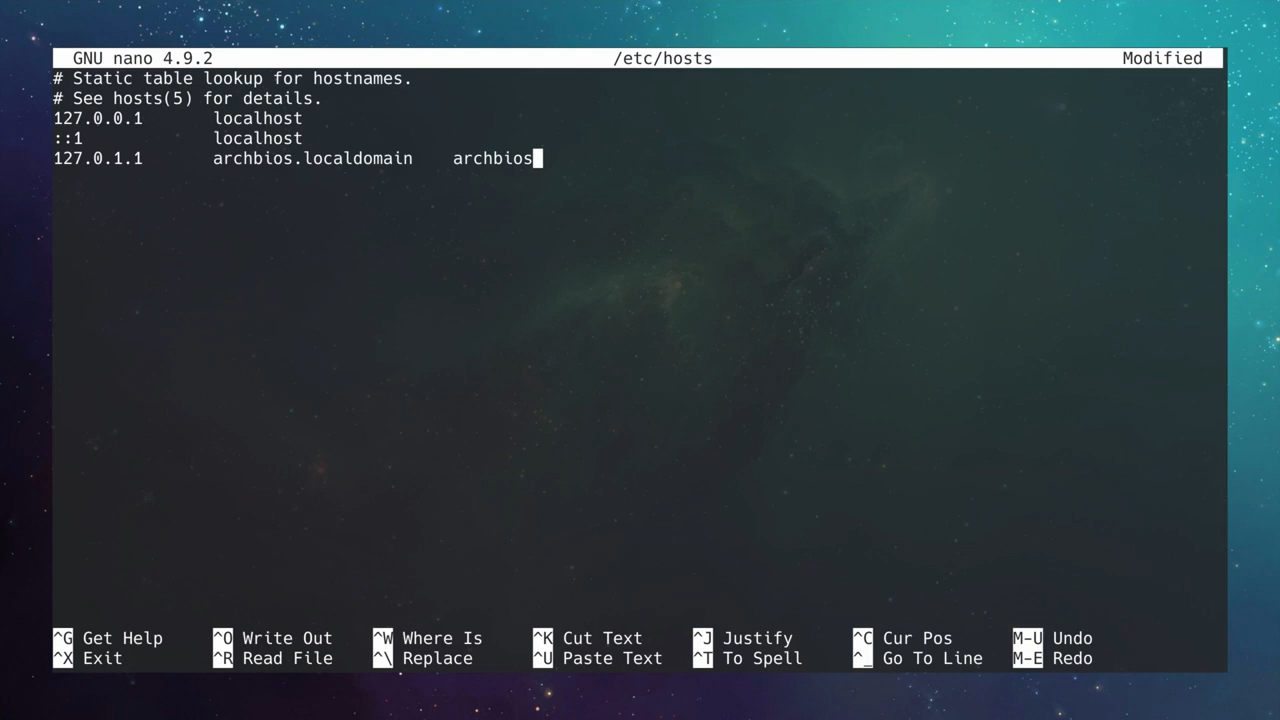 GNU nano 4.9.2 /etc/hosts Modified
# Static table lookup for hostnames.
# See hosts(5) for details.
127.0.0.1 localhost
::1 localhost
127.0.1.1 archbios.localdomain archbios
^G Get Help ^O Write Out ^W Where Is ^K Cut Text ^J Justify ^C Cur Pos M-U Undo
^X Exit ^R Read File ^\ Replace ^U Paste Text ^T To Spell ^_ Go To Line M-E Redo